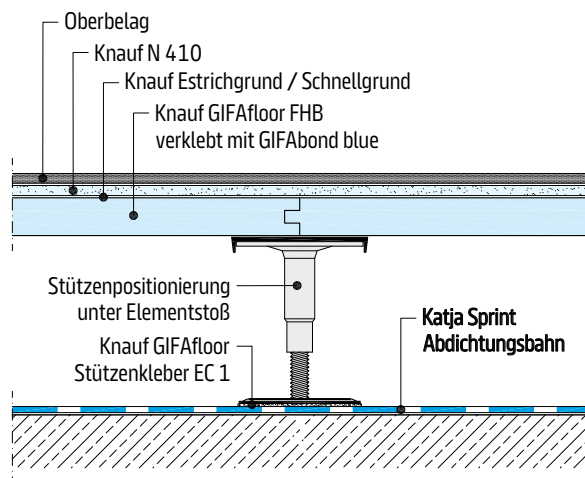 Oberbelag
Knauf N 410
Knauf Estrichgrund / Schnellgrund
Knauf GIFAfloor FHB
verklebt mit GIFAbond blue
Stützenpositionierung
unter Elementstoß
Knauf GIFAfloor
Stützenkleber EC 1
Katja Sprint
Abdichtungsbahn